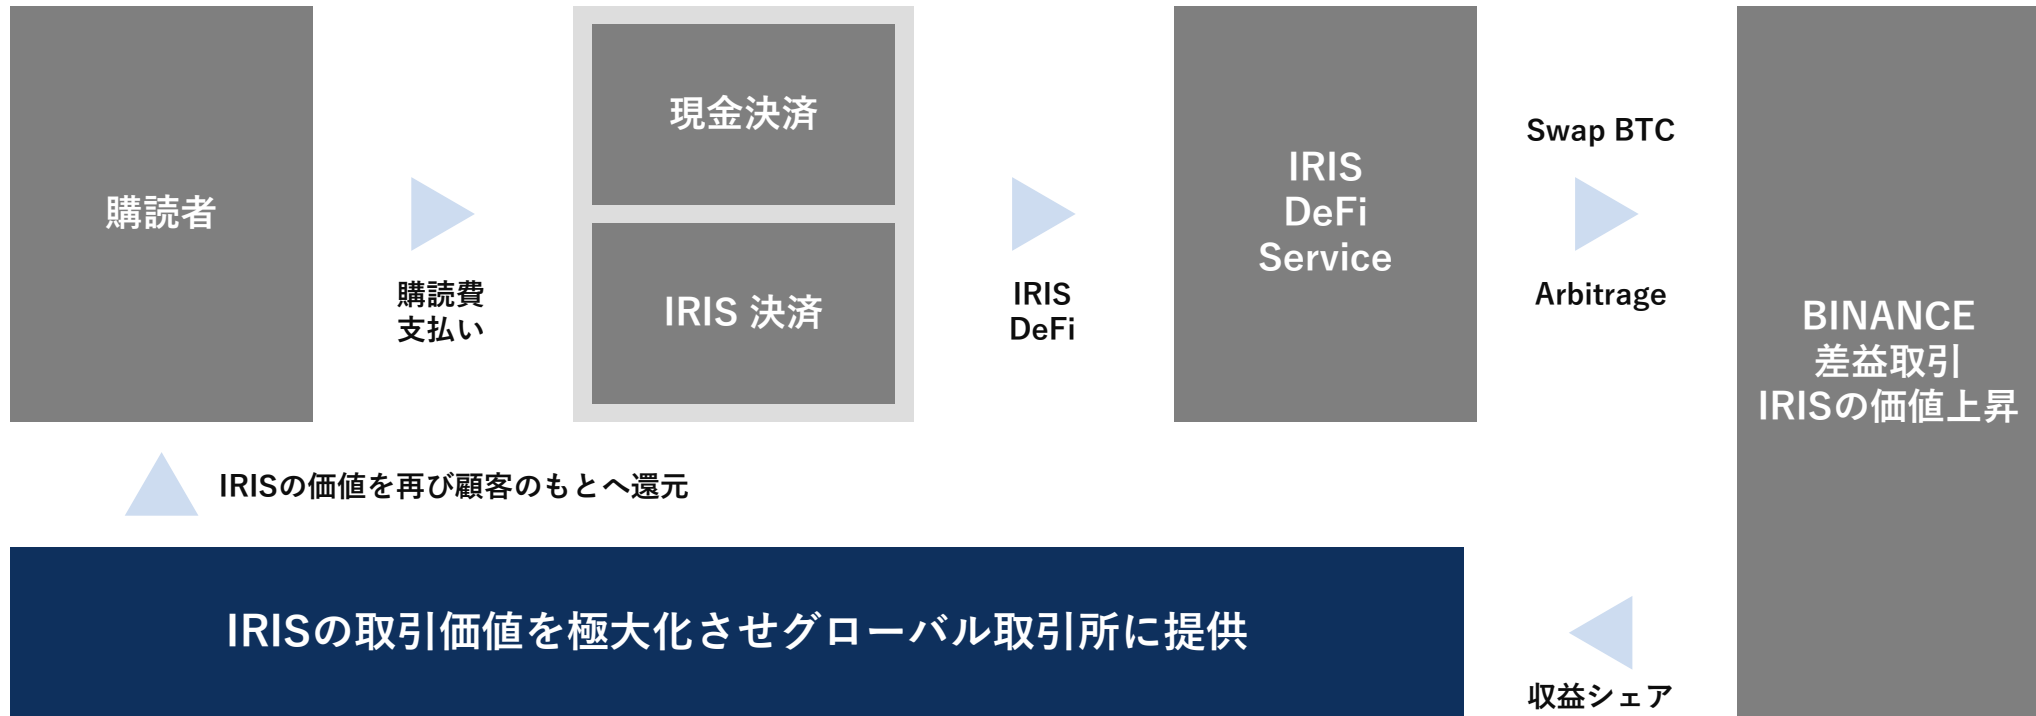 購読者
購読費
支払い
現金決済
IRIS 決済
IRIS
DeFi
IRIS
DeFi
Service
Swap BTC
Arbitrage
BINANCE
差益取引
IRISの価値上昇
IRISの価値を再び顧客のもとへ還元
IRISの取引価値を極大化させグローバル取引所に提供
収益シェア